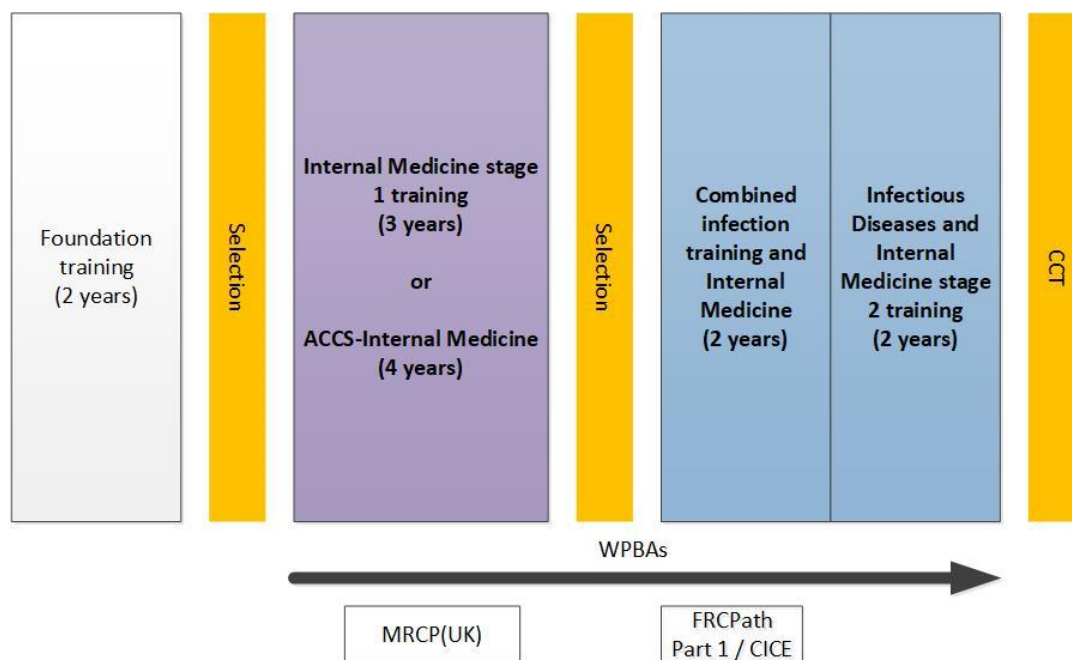 Foundation
training
(2 years)
Selection
Internal Medicine stage
1 training
(3 years)
or
ACCS-Internal Medicine
(4 years)
Selection
Combined
infection
training and
Internal
Medicine
(2 years)
Infectious
Diseases and
Internal
Medicine stage
2 training
(2 years)
CCT
WPBAs
MRCP(UK)
FRCPath
Part 1 / CICE